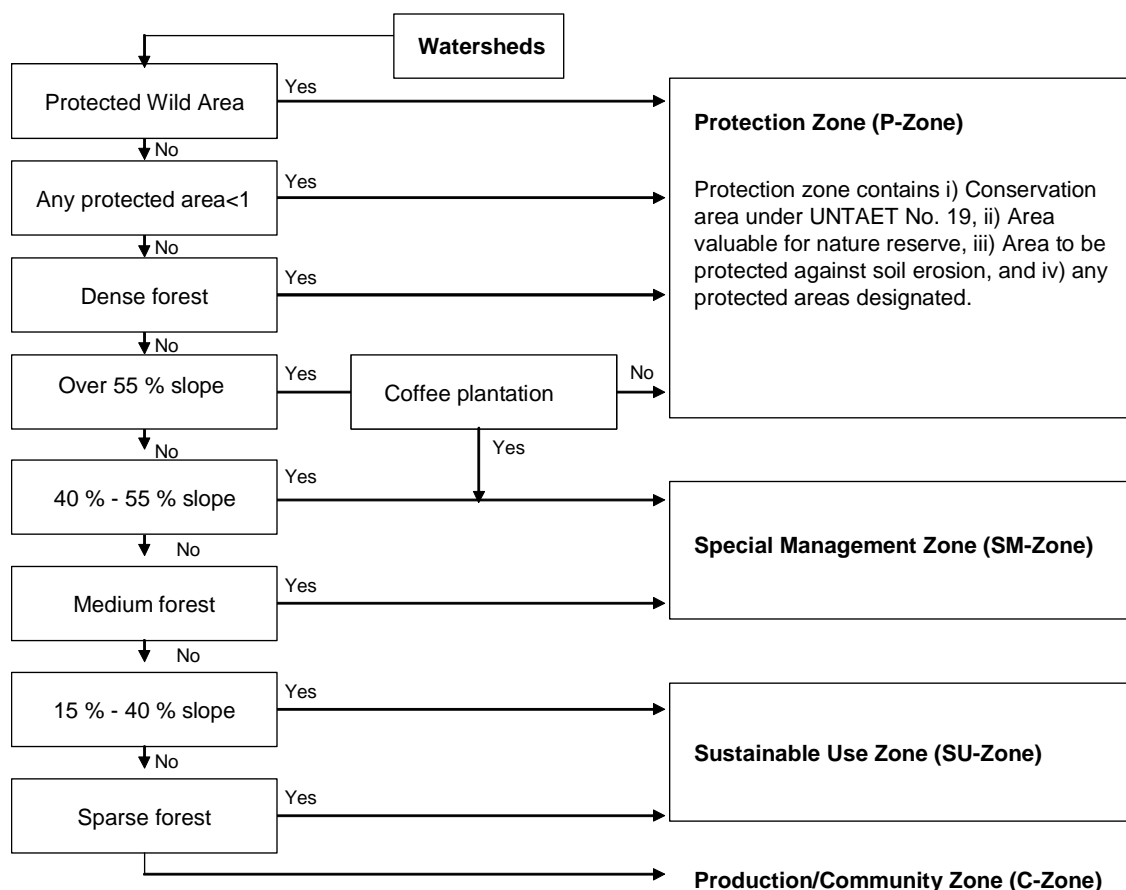 Watersheds
Protected Wild Area
Yes
Protection Zone (P-Zone)
Protection zone contains i) Conservation
area under UNTAET No. 19, ii) Area
valuable for nature reserve, iii) Area to be
protected against soil erosion, and iv) any
protected areas designated.
No
Any protected area<1
Yes
No
Dense forest
Yes
No
Over 55 % slope
Yes
Coffee plantation
No
Yes
No
40 % - 55 % slope
Yes
Special Management Zone (SM-Zone)
No
Medium forest
Yes
No
15 % - 40 % slope
Yes
Sustainable Use Zone (SU-Zone)
No
Sparse forest
Yes
Production/Community Zone (C-Zone)